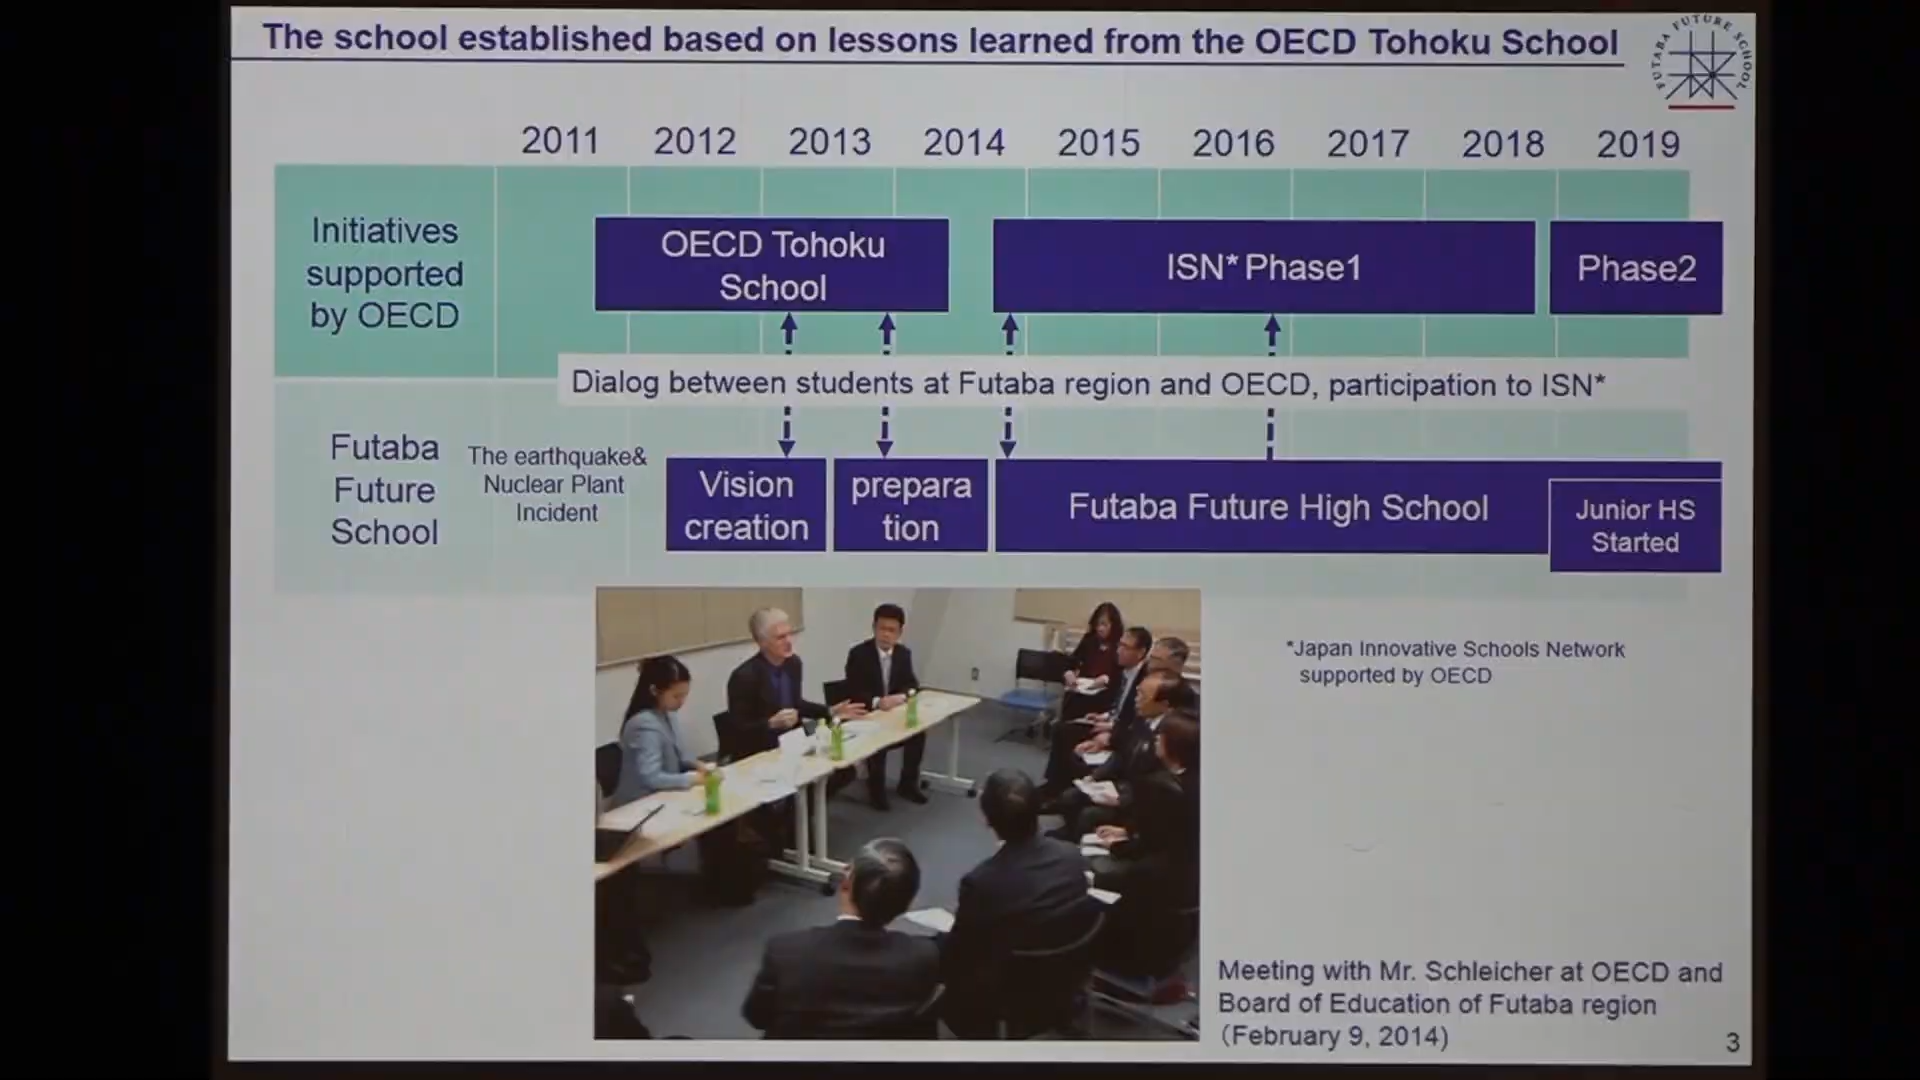 The school established based on lessons learned from the OECD Tohoku School
FUTABA FUTURE SCHOOL
2011 2012 2013 2014 2015 2016 2017 2018 2019
Initiatives
supported
by OECD
OECD Tohoku
School
ISN* Phase1
Phase2
Dialog between students at Futaba region and OECD, participation to ISN*
Futaba
Future
School
The earthquake&
Nuclear Plant
Incident
Vision
creation
prepara
tion
Futaba Future High School
Junior HS
Started
*Japan Innovative Schools Network
supported by OECD
Meeting with Mr. Schleicher at OECD and
Board of Education of Futaba region
(February 9, 2014)
3